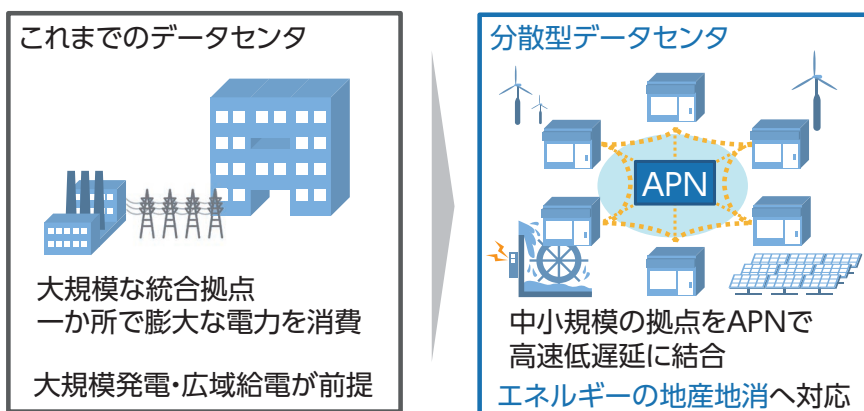 これまでのデータセンタ
大規模な統合拠点
一か所で膨大な電力を消費
大規模発電・広域給電が前提
分散型データセンタ
APN
中小規模の拠点をAPNで
高速低遅延に結合
エネルギーの地産地消へ対応